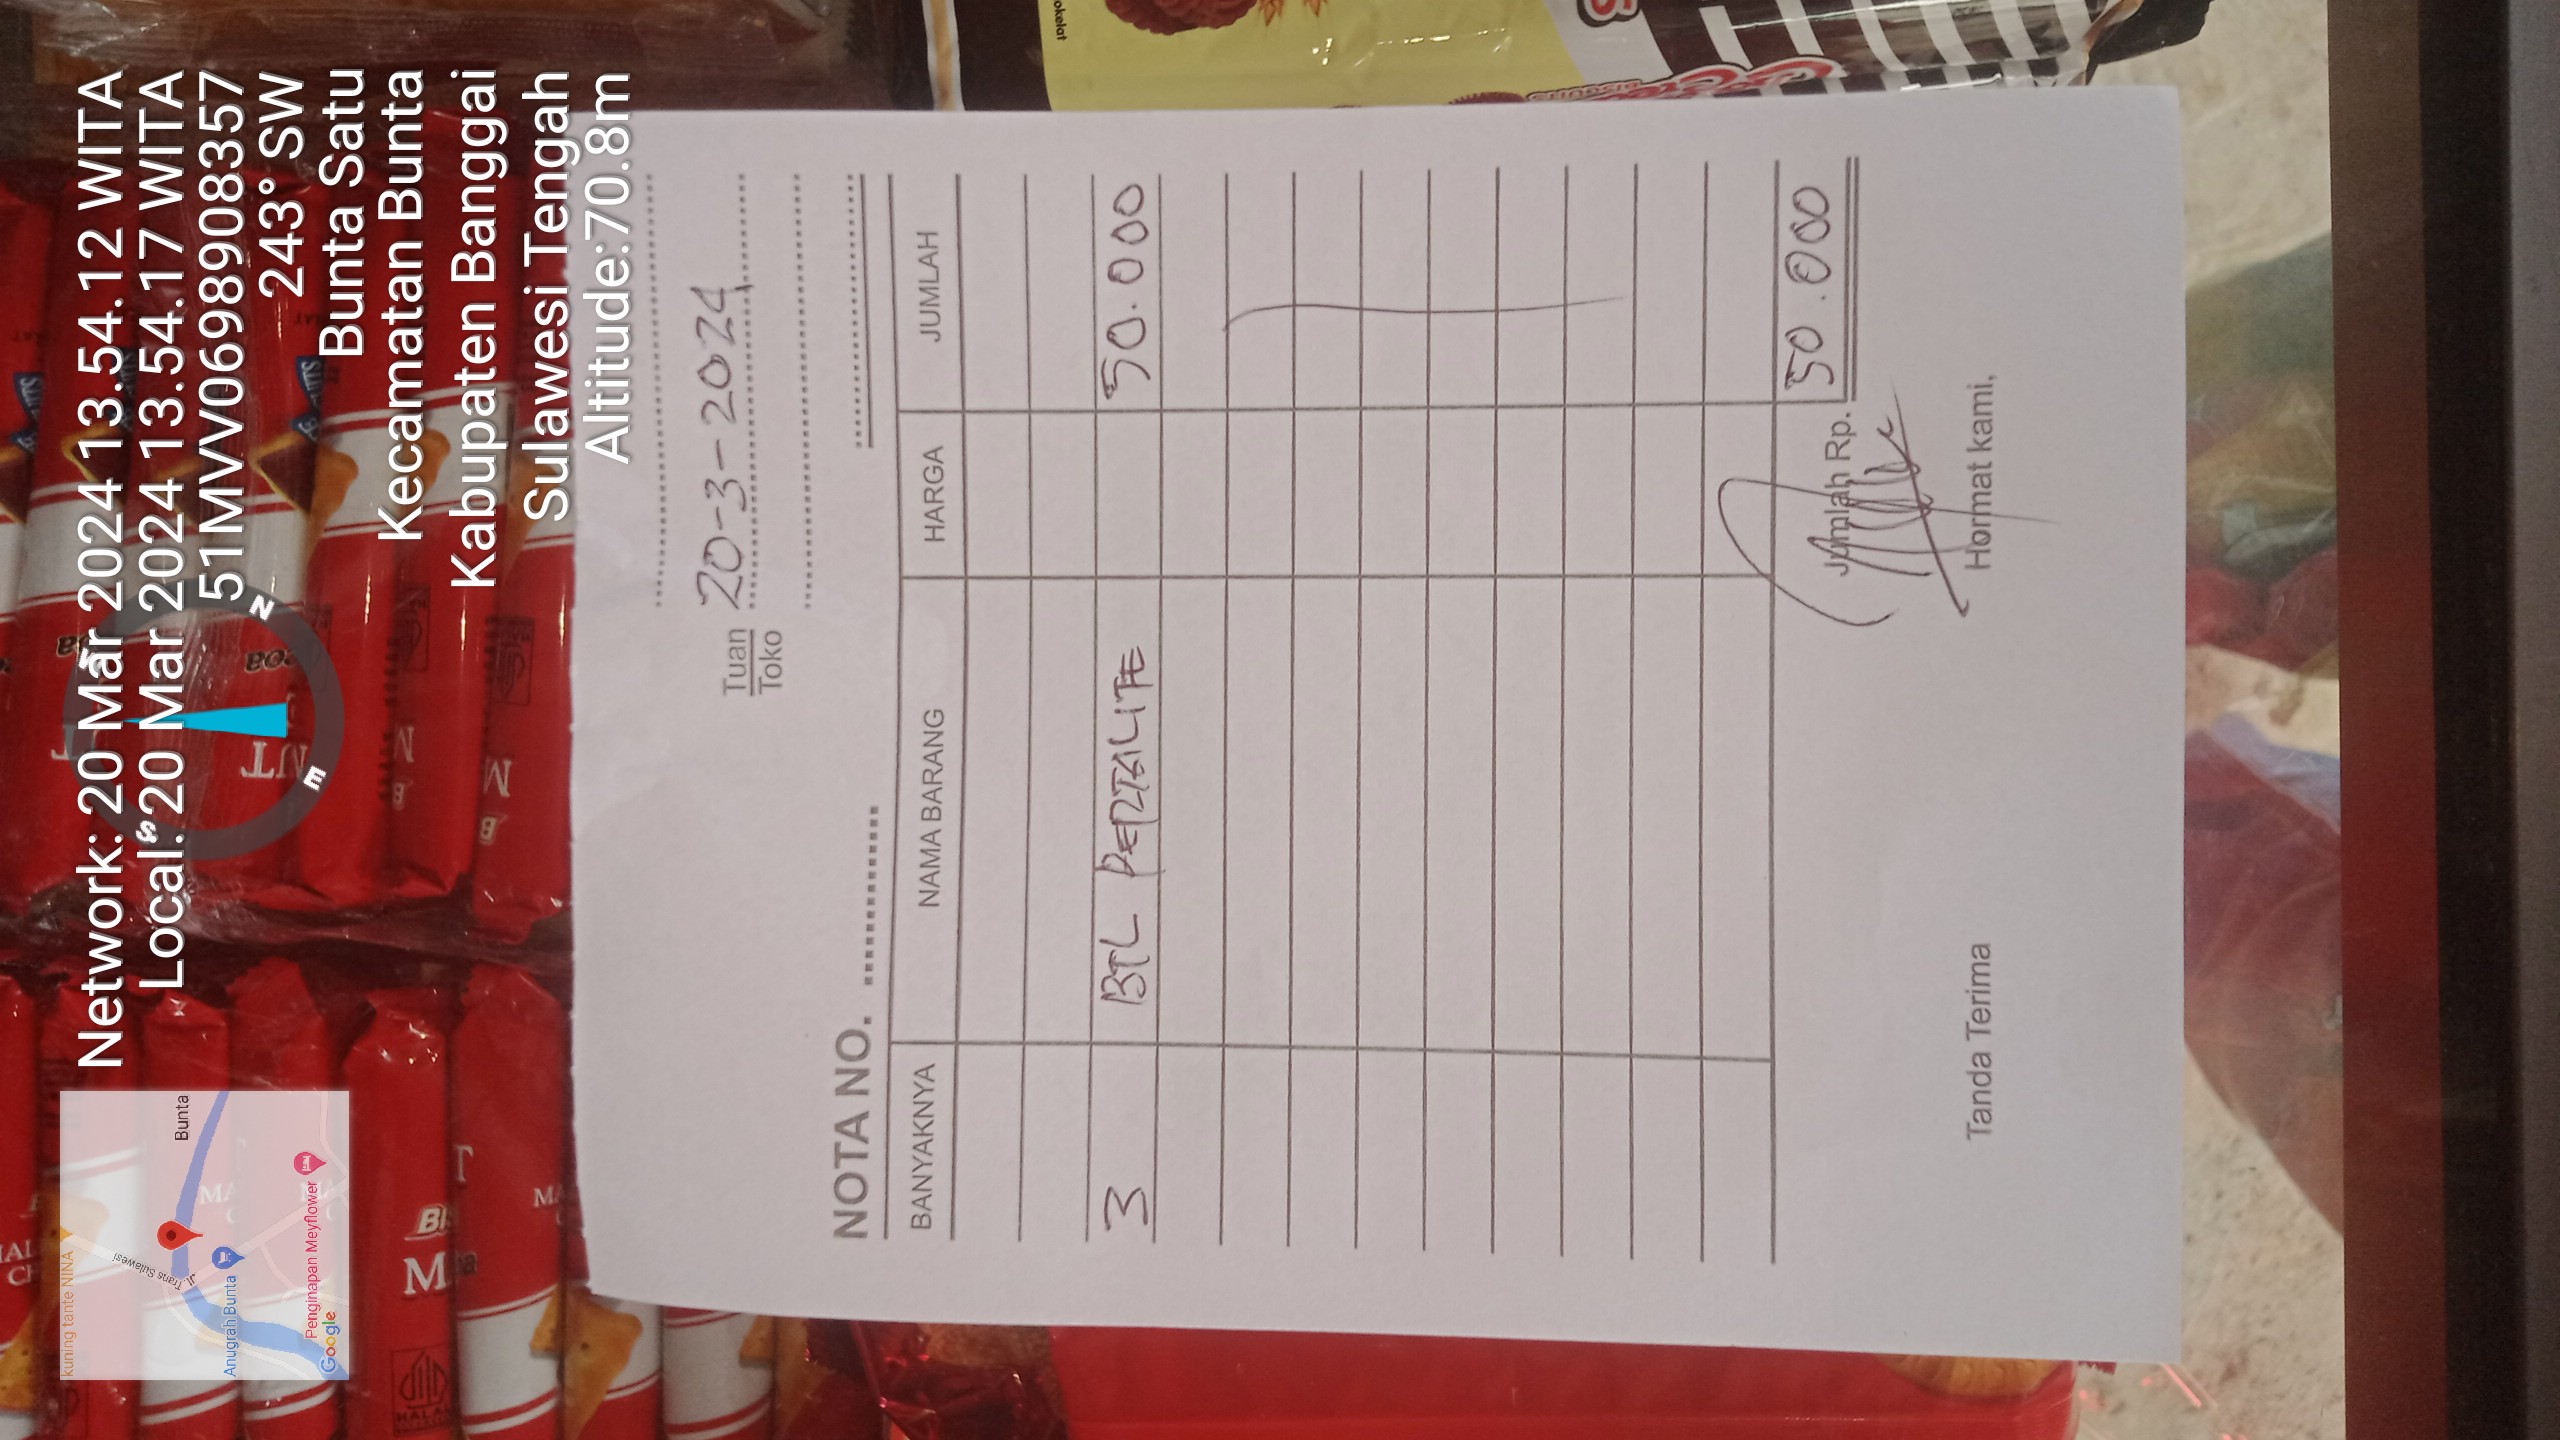 Network: 20 Mar 2024 13.54.12 WITA
Local: 20 Mar 2024 13.54.17 WITA
51MVV0698908357
243° SW
Bunta Satu
Kecamatan Bunta
Kabupaten Banggai
Sulawesi Tengah
Altitude:70.8m
N
E
S
Bunta
kuning tante NINA
Jl. Trans Sulawesi
Anugrah Bunta
Penginapan Meyflower
Google
Tuan 20-3-2024
Toko
NOTA NO.
BANYAKNYA NAMA BARANG HARGA JUMLAH
3 BTL PERTALITE 50.000
Jumlah Rp. 50.000
Tanda Terima Hormat kami,
okelat
HALAL